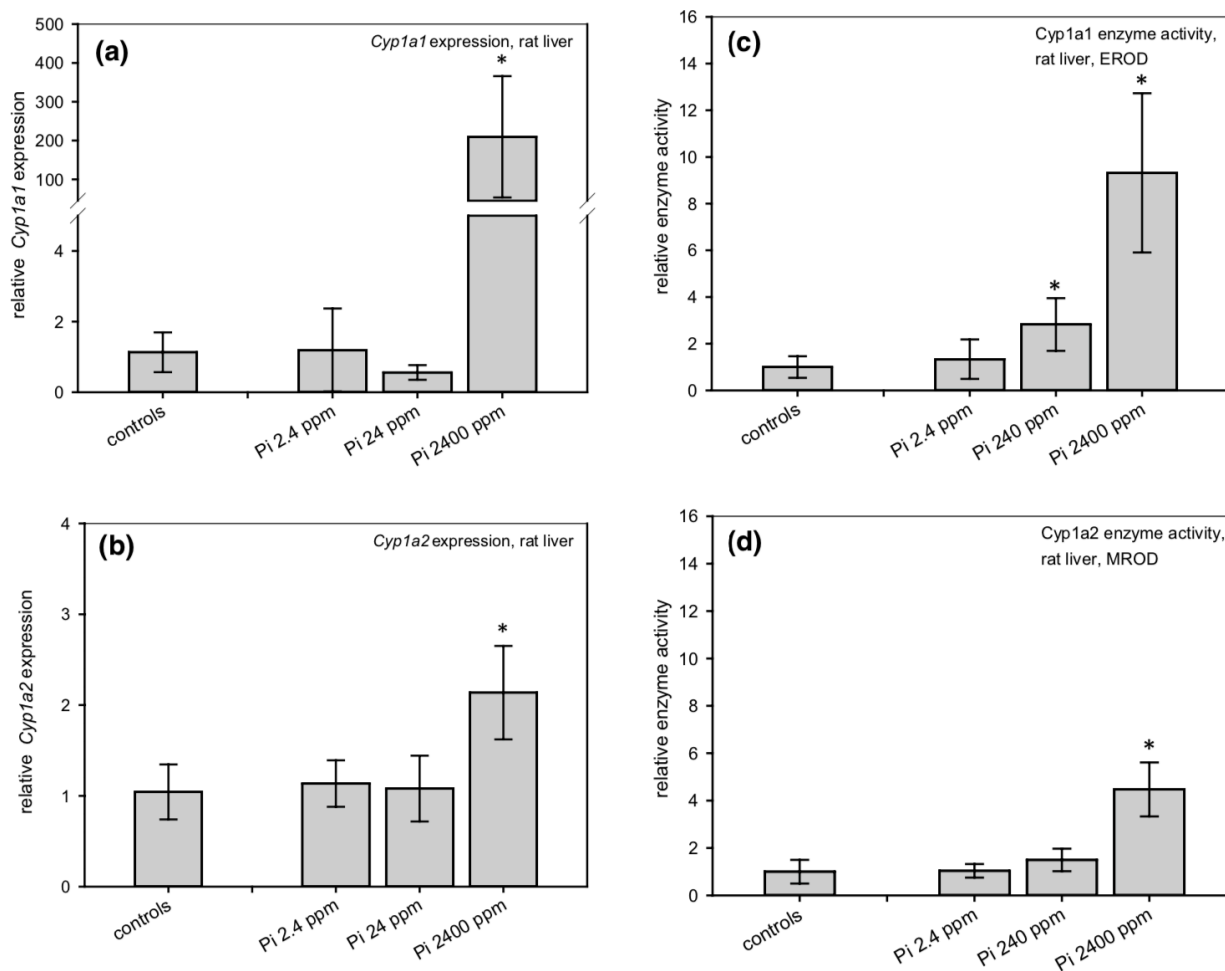 (a)
Cyp1a1 expression, rat liver
relative Cyp1a1 expression
500
400
300
200
100
4
2
0
*
controls
Pi 2.4 ppm
Pi 24 ppm
Pi 2400 ppm
(c)
Cyp1a1 enzyme activity,
rat liver, EROD
relative enzyme activity
16
14
12
10
8
6
4
2
0
*
*
controls
Pi 2.4 ppm
Pi 240 ppm
Pi 2400 ppm
(b)
Cyp1a2 expression, rat liver
relative Cyp1a2 expression
4
3
2
1
0
*
controls
Pi 2.4 ppm
Pi 24 ppm
Pi 2400 ppm
(d)
Cyp1a2 enzyme activity,
rat liver, MROD
relative enzyme activity
16
14
12
10
8
6
4
2
0
*
controls
Pi 2.4 ppm
Pi 240 ppm
Pi 2400 ppm